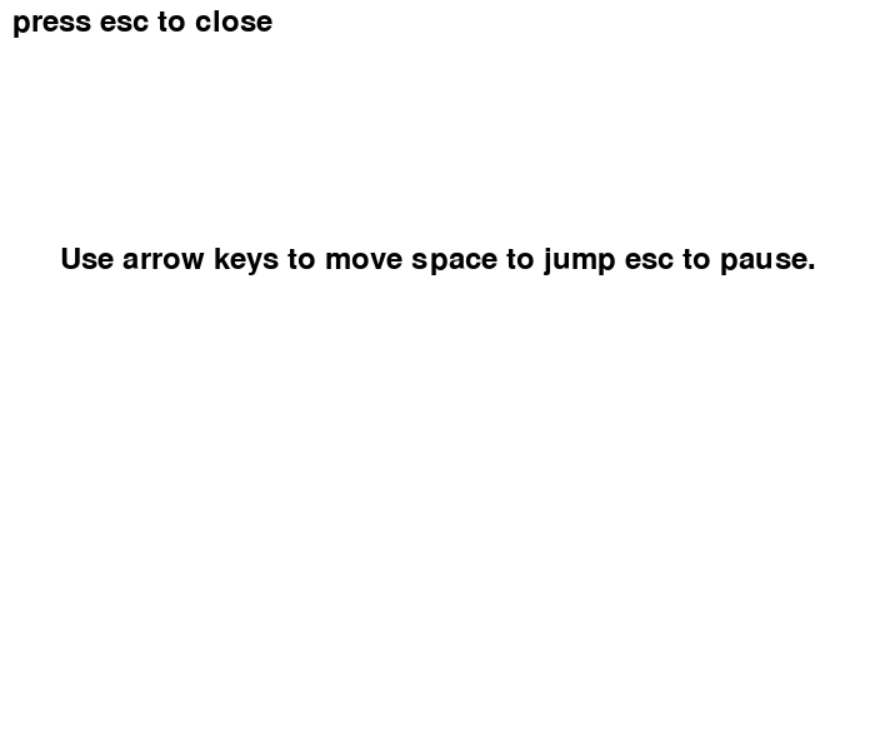 press esc to close
Use arrow keys to move space to jump esc to pause.